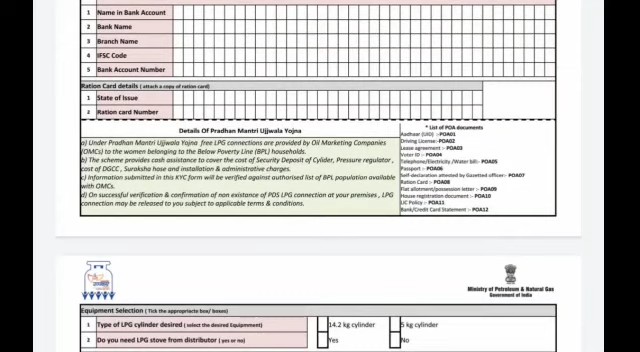 1 Name in Bank Account
2 Bank Name
3 Branch Name
4 IFSC Code
5 Bank Account Number
Ration Card details ( attach a copy of ration card)
1 State of Issue
2 Ration card Number
Details Of Pradhan Mantri Ujjwala Yojna
a) Under Pradhan Mantri Ujjwala Yojna free LPG connections are provided by Oil Marketing Companies
(OMCs) to the women belonging to the Below Poverty Line (BPL) households.
b) The scheme provides cash assistance to cover the cost of Security Deposit of Cylider, Pressure regulator ,
cost of DGCC , Suraksha hose and installation & administrative charges.
c) Information submitted in this KYC form will be verified against authorised list of BPL population available
with OMCs.
d) On successful verification & confirmation of non existance of POS LPG connection at your premises , LPG
connection may be released to you subject to applicable terms & conditions.
* List of POA documents
Aadhaar (UID) :- POA01
Driving License:-POA02
Lease agreement :- POA03
Voter ID :- POA04
Telephone/Electricity /Water bill:- POA05
Passport :- POA06
Self-declaration attested by Gazetted officer:- POA07
Ration Card :- POA08
Flat allotment/possession letter :- POA09
House registration document :- POA10
LIC Policy :- POA11
Bank/Credit Card Statement :- POA12
Ministry of Petroleum & Natural Gas
Government of India
Equipment Selection ( Tick the appropriacte box/ boxes)
1 Type of LPG cylinder desired ( select the desired Equipmment) 14.2 kg cylinder 5 kg cylinder
2 Do you need LPG stove from distributor ( yes or no) Yes No